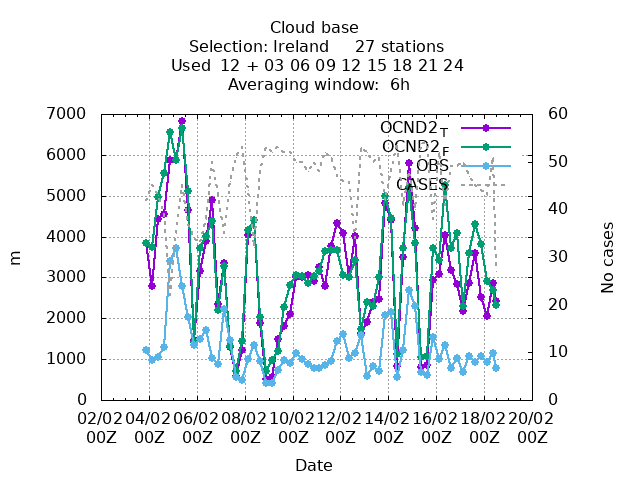 Cloud base
Selection: Ireland 27 stations
Used 12 + 03 06 09 12 15 18 21 24
Averaging window: 6h
7000
6000
5000
4000
3000
2000
1000
0
m
60
50
40
30
20
10
0
No cases
OCND2_T
OCND2_F
OBS
CASES
02/02 04/02 06/02 08/02 10/02 12/02 14/02 16/02 18/02 20/02
00Z 00Z 00Z 00Z 00Z 00Z 00Z 00Z 00Z 00Z
Date